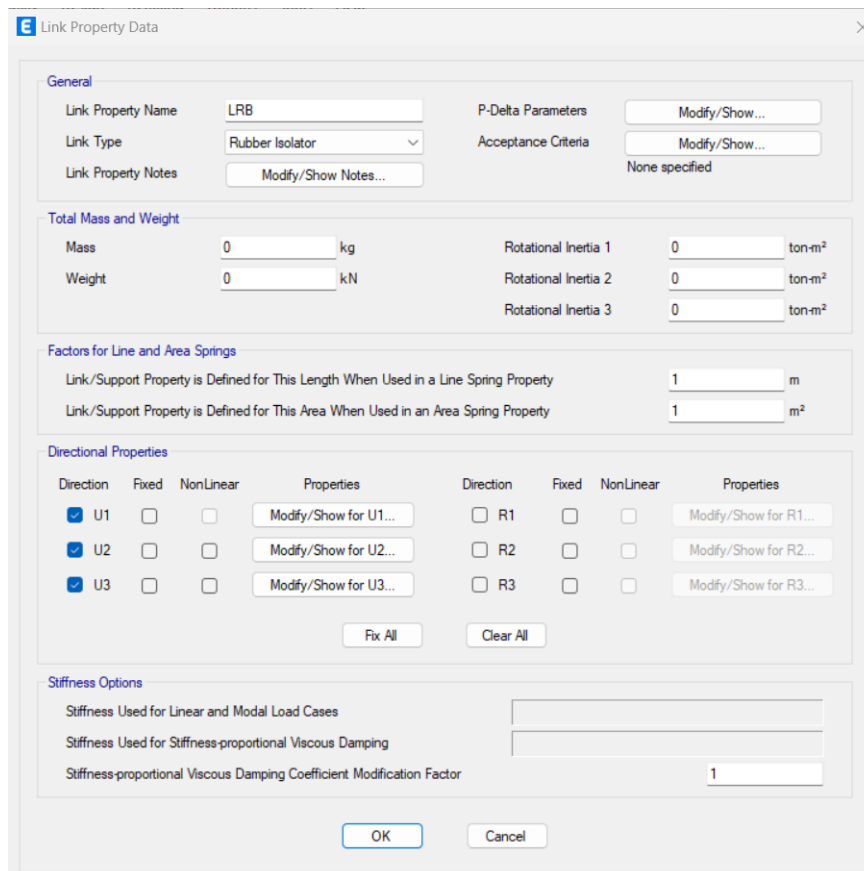 E Link Property Data
General
Link Property Name LRB P-Delta Parameters Modify/Show...
Link Type Rubber Isolator Acceptance Criteria Modify/Show...
Link Property Notes Modify/Show Notes... None specified
Total Mass and Weight
Mass 0 kg Rotational Inertia 1 0 ton-m²
Weight 0 kN Rotational Inertia 2 0 ton-m²
Rotational Inertia 3 0 ton-m²
Factors for Line and Area Springs
Link/Support Property is Defined for This Length When Used in a Line Spring Property 1 m
Link/Support Property is Defined for This Area When Used in an Area Spring Property 1 m²
Directional Properties
Direction Fixed NonLinear Properties Direction Fixed NonLinear Properties
U1 Modify/Show for U1... R1 Modify/Show for R1...
U2 Modify/Show for U2... R2 Modify/Show for R2...
U3 Modify/Show for U3... R3 Modify/Show for R3...
Fix All Clear All
Stiffness Options
Stiffness Used for Linear and Modal Load Cases
Stiffness Used for Stiffness-proportional Viscous Damping
Stiffness-proportional Viscous Damping Coefficient Modification Factor 1
OK Cancel